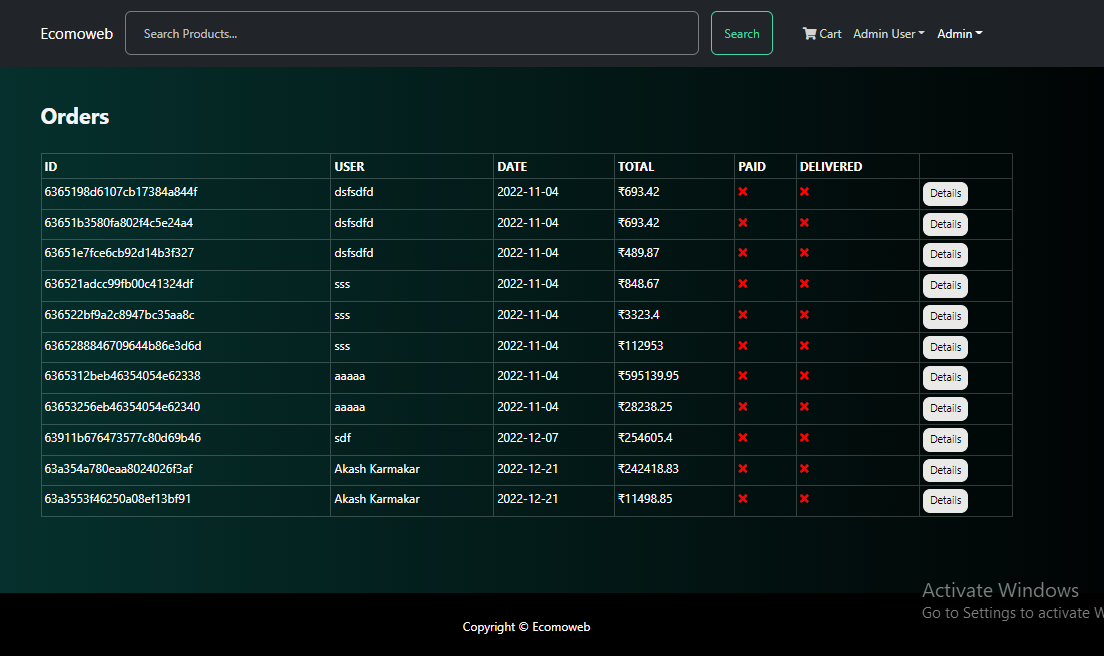 Ecomoweb Search Products... Search Cart Admin User Admin
Orders
ID USER DATE TOTAL PAID DELIVERED
6365198d6107cb17384a844f dsfsdfd 2022-11-04 ₹693.42 Details
63651b3580fa802f4c5e24a4 dsfsdfd 2022-11-04 ₹693.42 Details
63651e7fce6cb92d14b3f327 dsfsdfd 2022-11-04 ₹489.87 Details
636521adcc99fb00c41324df sss 2022-11-04 ₹848.67 Details
636522bf9a2c8947bc35aa8c sss 2022-11-04 ₹3323.4 Details
6365288846709644b86e3d6d sss 2022-11-04 ₹112953 Details
6365312beb46354054e62338 aaaaa 2022-11-04 ₹595139.95 Details
63653256eb46354054e62340 aaaaa 2022-11-04 ₹28238.25 Details
63911b676473577c80d69b46 sdf 2022-12-07 ₹254605.4 Details
63a354a780eaa8024026f3af Akash Karmakar 2022-12-21 ₹242418.83 Details
63a3553f46250a08ef13bf91 Akash Karmakar 2022-12-21 ₹11498.85 Details
Activate Windows
Go to Settings to activate W
Copyright © Ecomoweb